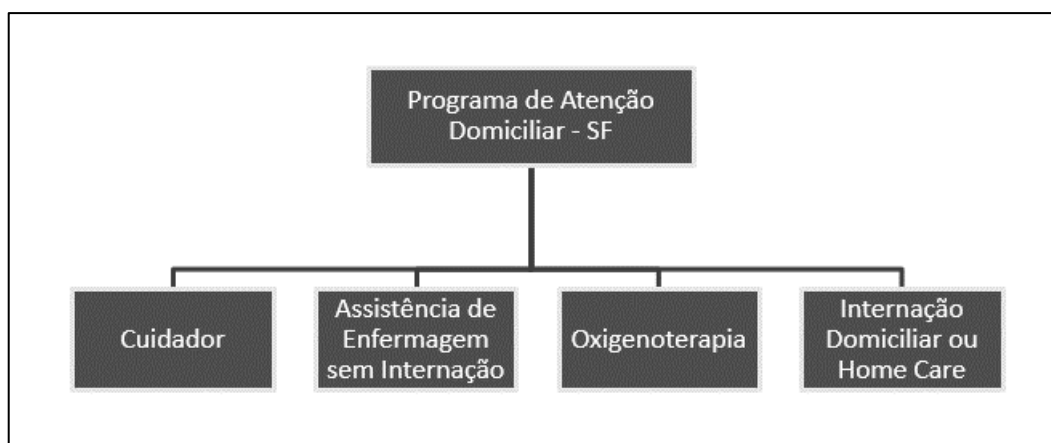 Programa de Atenção
Domiciliar - SF
Cuidador
Assistência de
Enfermagem
sem Internação
Oxigenoterapia
Internação
Domiciliar ou
Home Care